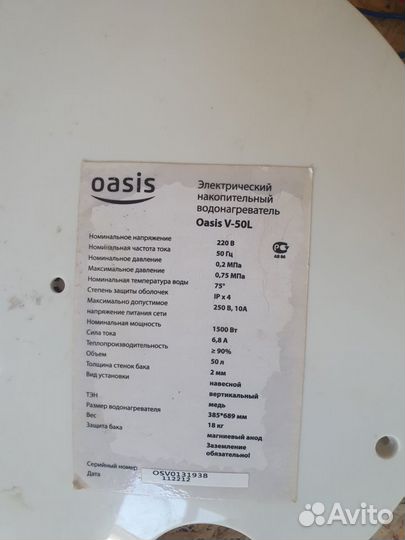 oasis
Электрический
накопительный
водонагреватель
Oasis V-50L
Номинальное напряжение 220 В
Номинальная частота тока 50 Гц
Номинальное давление 0,2 МПа
Максимальное давление 0,75 МПа
Номинальная температура воды 75°
Степень защиты оболочек IP x 4
Максимально допустимое 250 В, 10А
напряжение питания сети
Номинальная мощность 1500 Вт
Сила тока 6,8 А
Теплопроизводительность ≥ 90%
Объем 50 л
Толщина стенок бака 2 мм
Вид установки навесной
вертикальный
ТЭН медь
Размер водонагревателя 385*689 мм
Вес 18 кг
Защита бака магниевый анод
Заземление
обязательно!
Серийный номер OSV0131938
Дата 112212
Avito